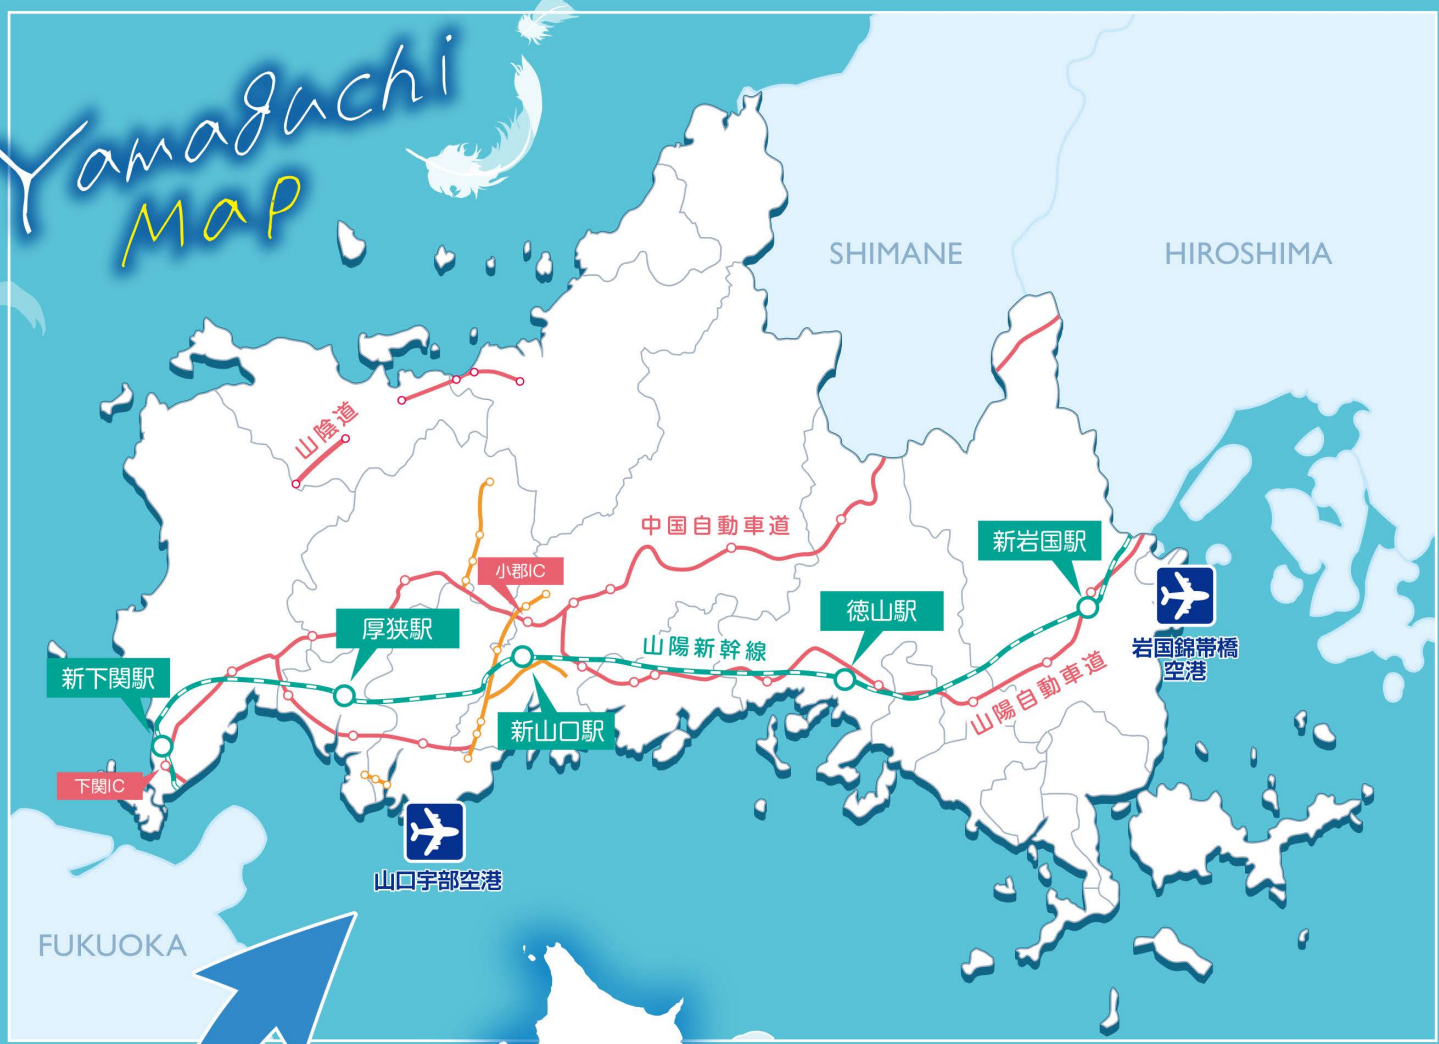 Yamaguchi
Map
SHIMANE
HIROSHIMA
山陰道
中国自動車道
新岩国駅
小郡IC
徳山駅
厚狭駅
山陽新幹線
岩国錦帯橋
空港
新下関駅
山陽自動車道
新山口駅
下関IC
山口宇部空港
FUKUOKA